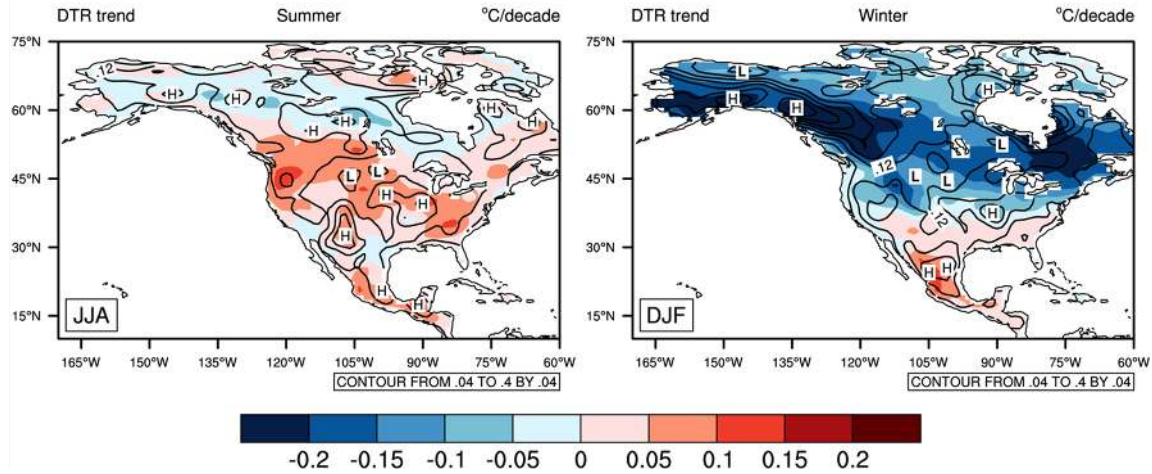 DTR trend Summer °C/decade
75°N
60°N
45°N
30°N
15°N
.12
H
H
H
H
H
H
H
L
L
H
H
H
H
H
JJA
165°W 150°W 135°W 120°W 105°W 90°W 75°W 60°W
CONTOUR FROM .04 TO .4 BY .04
DTR trend Winter °C/decade
75°N
60°N
45°N
30°N
15°N
L
H
H
H
L
.12
L
L
.12
H
H
H
DJF
165°W 150°W 135°W 120°W 105°W 90°W 75°W 60°W
CONTOUR FROM .04 TO .4 BY .04
-0.2 -0.15 -0.1 -0.05 0 0.05 0.1 0.15 0.2